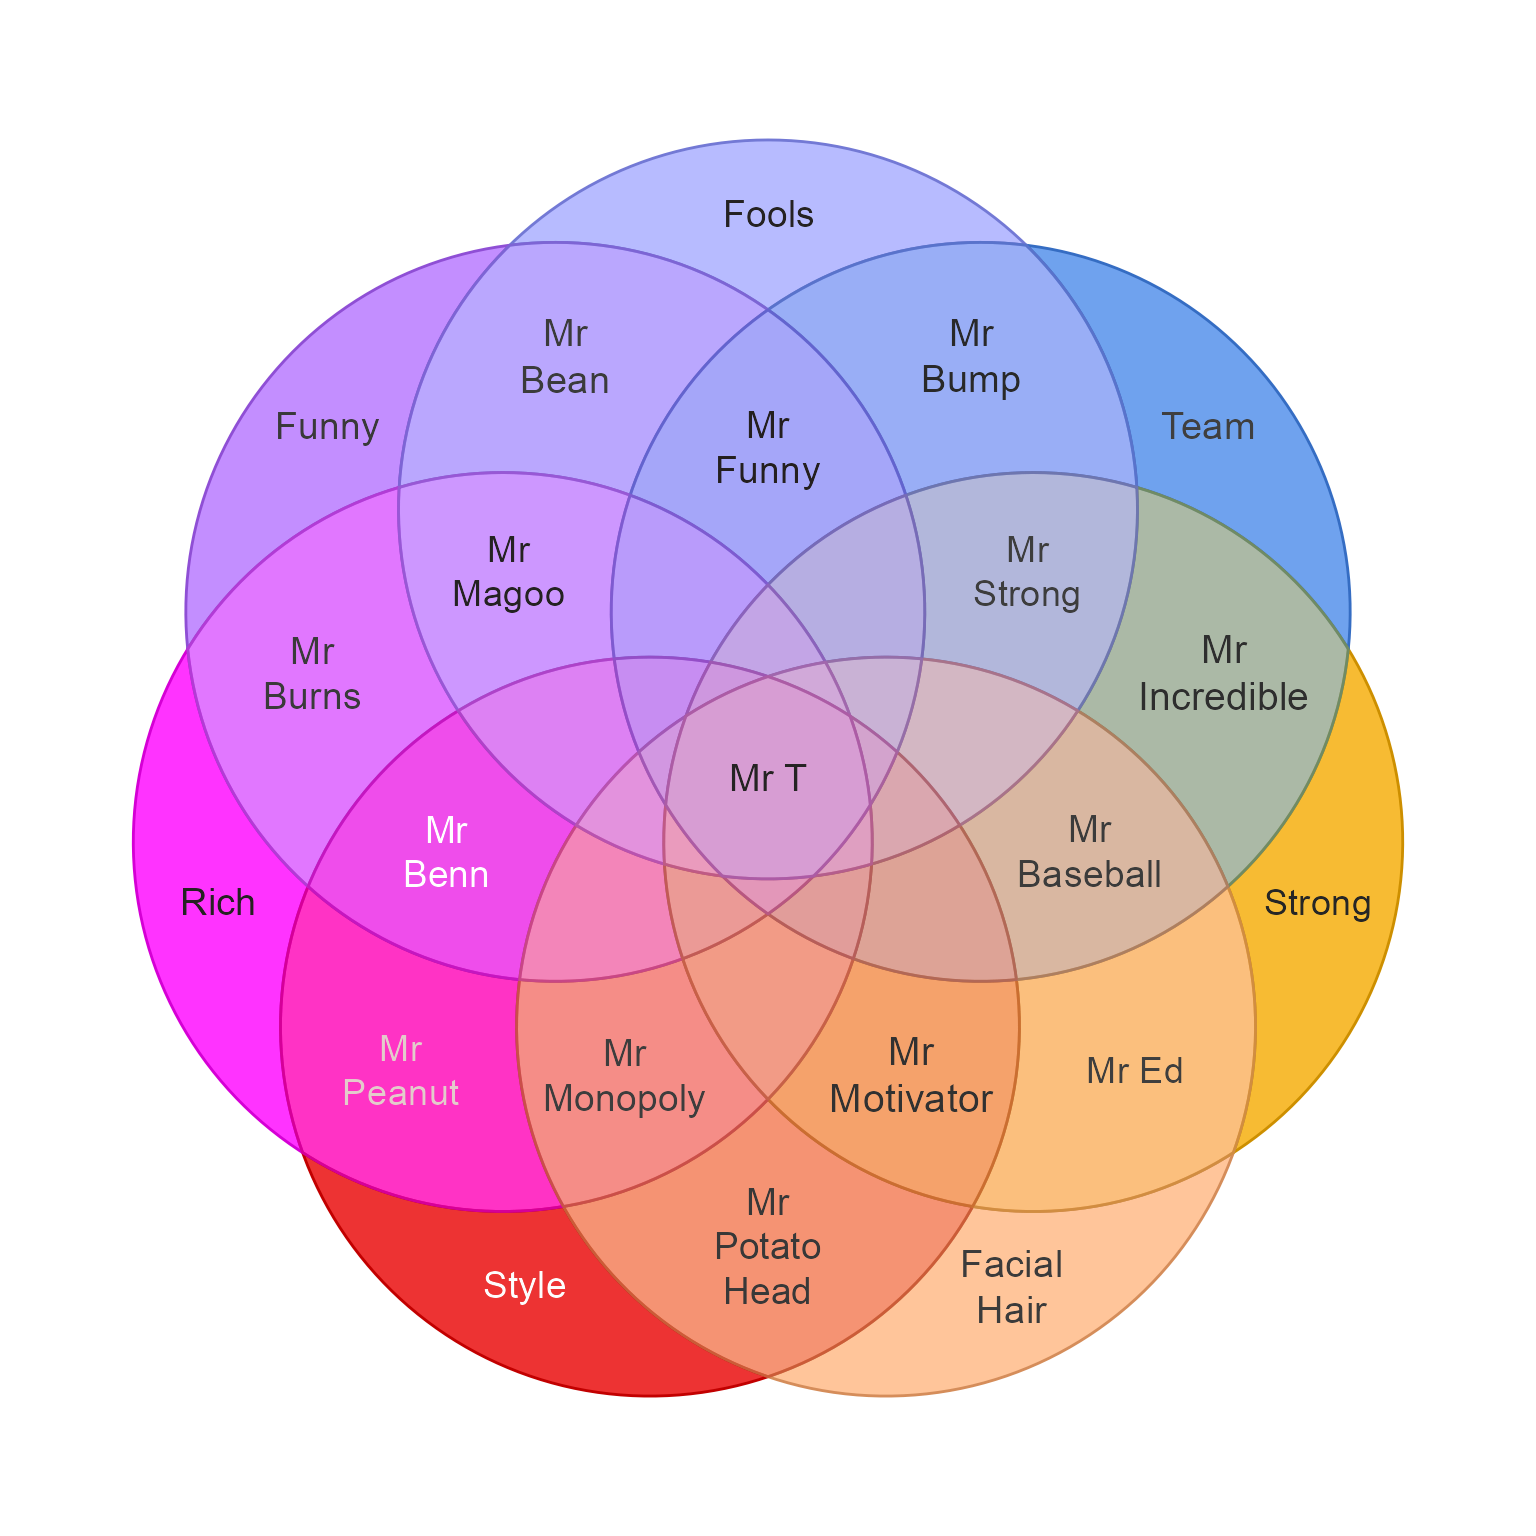 Fools
Mr
Bean
Mr
Bump
Funny
Mr
Funny
Team
Mr
Magoo
Mr
Strong
Mr
Burns
Mr
Incredible
Mr T
Mr
Benn
Mr
Baseball
Rich
Strong
Mr
Peanut
Mr
Monopoly
Mr
Motivator
Mr Ed
Mr
Potato
Head
Style
Facial
Hair